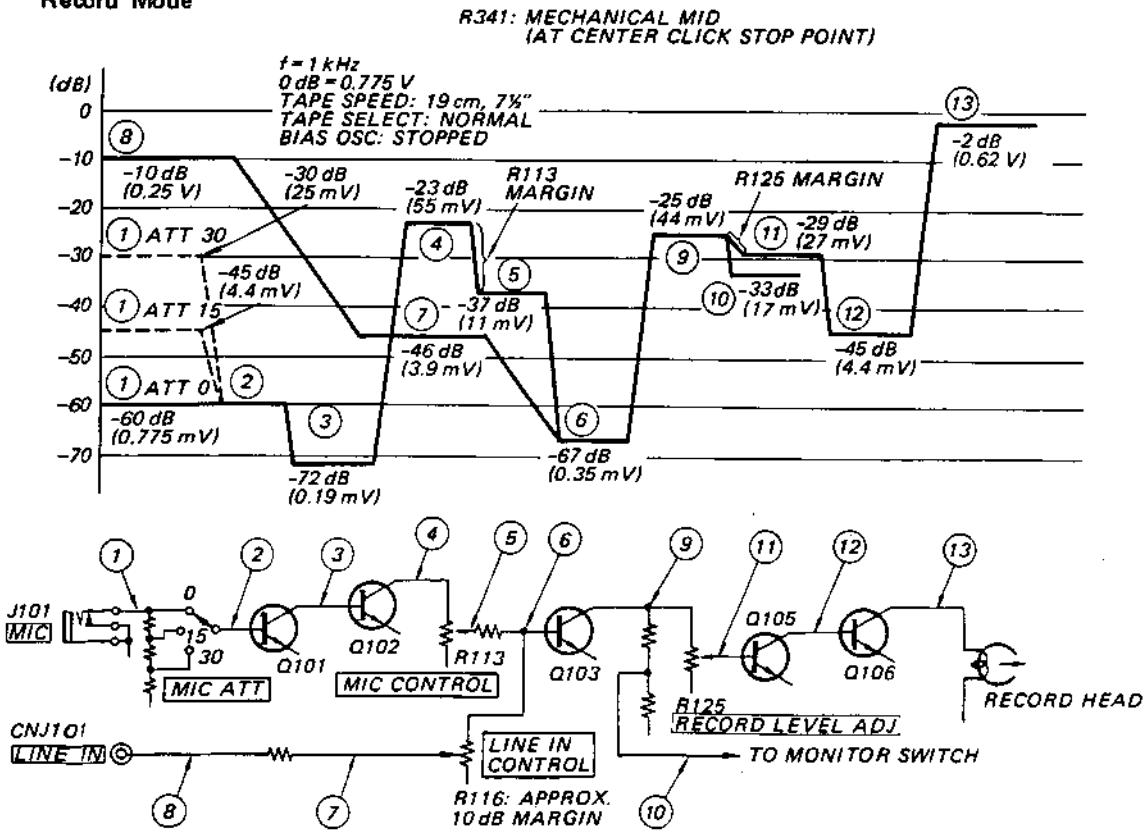 Record Mode
R341: MECHANICAL MID
(AT CENTER CLICK STOP POINT)
f = 1 kHz
0 dB = 0.775 V
TAPE SPEED: 19 cm, 7½"
TAPE SELECT: NORMAL
BIAS OSC: STOPPED
(dB)
0
-10
-20
-30
-40
-50
-60
-70
8
-10 dB
(0.25 V)
-30 dB
(25 mV)
1 ATT 30
-45 dB
(4.4 mV)
1 ATT 15
1 ATT 0
-60 dB
(0.775 mV)
2
3
-72 dB
(0.19 mV)
-23 dB
(55 mV)
4
R113
MARGIN
5
-37 dB
(11 mV)
7
-46 dB
(3.9 mV)
6
-67 dB
(0.35 mV)
-25 dB
(44 mV)
9
R125 MARGIN
11
-29 dB
(27 mV)
10
-33 dB
(17 mV)
12
-45 dB
(4.4 mV)
13
-2 dB
(0.62 V)
1
2
3
4
5
6
9
11
12
13
J101
MIC
0
15
30
MIC ATT
Q101
Q102
MIC CONTROL
R113
Q103
Q105
Q106
R125
RECORD LEVEL ADJ
RECORD HEAD
CNJ101
LINE IN
LINE IN
CONTROL
TO MONITOR SWITCH
R116: APPROX.
10 dB MARGIN
8
7
10